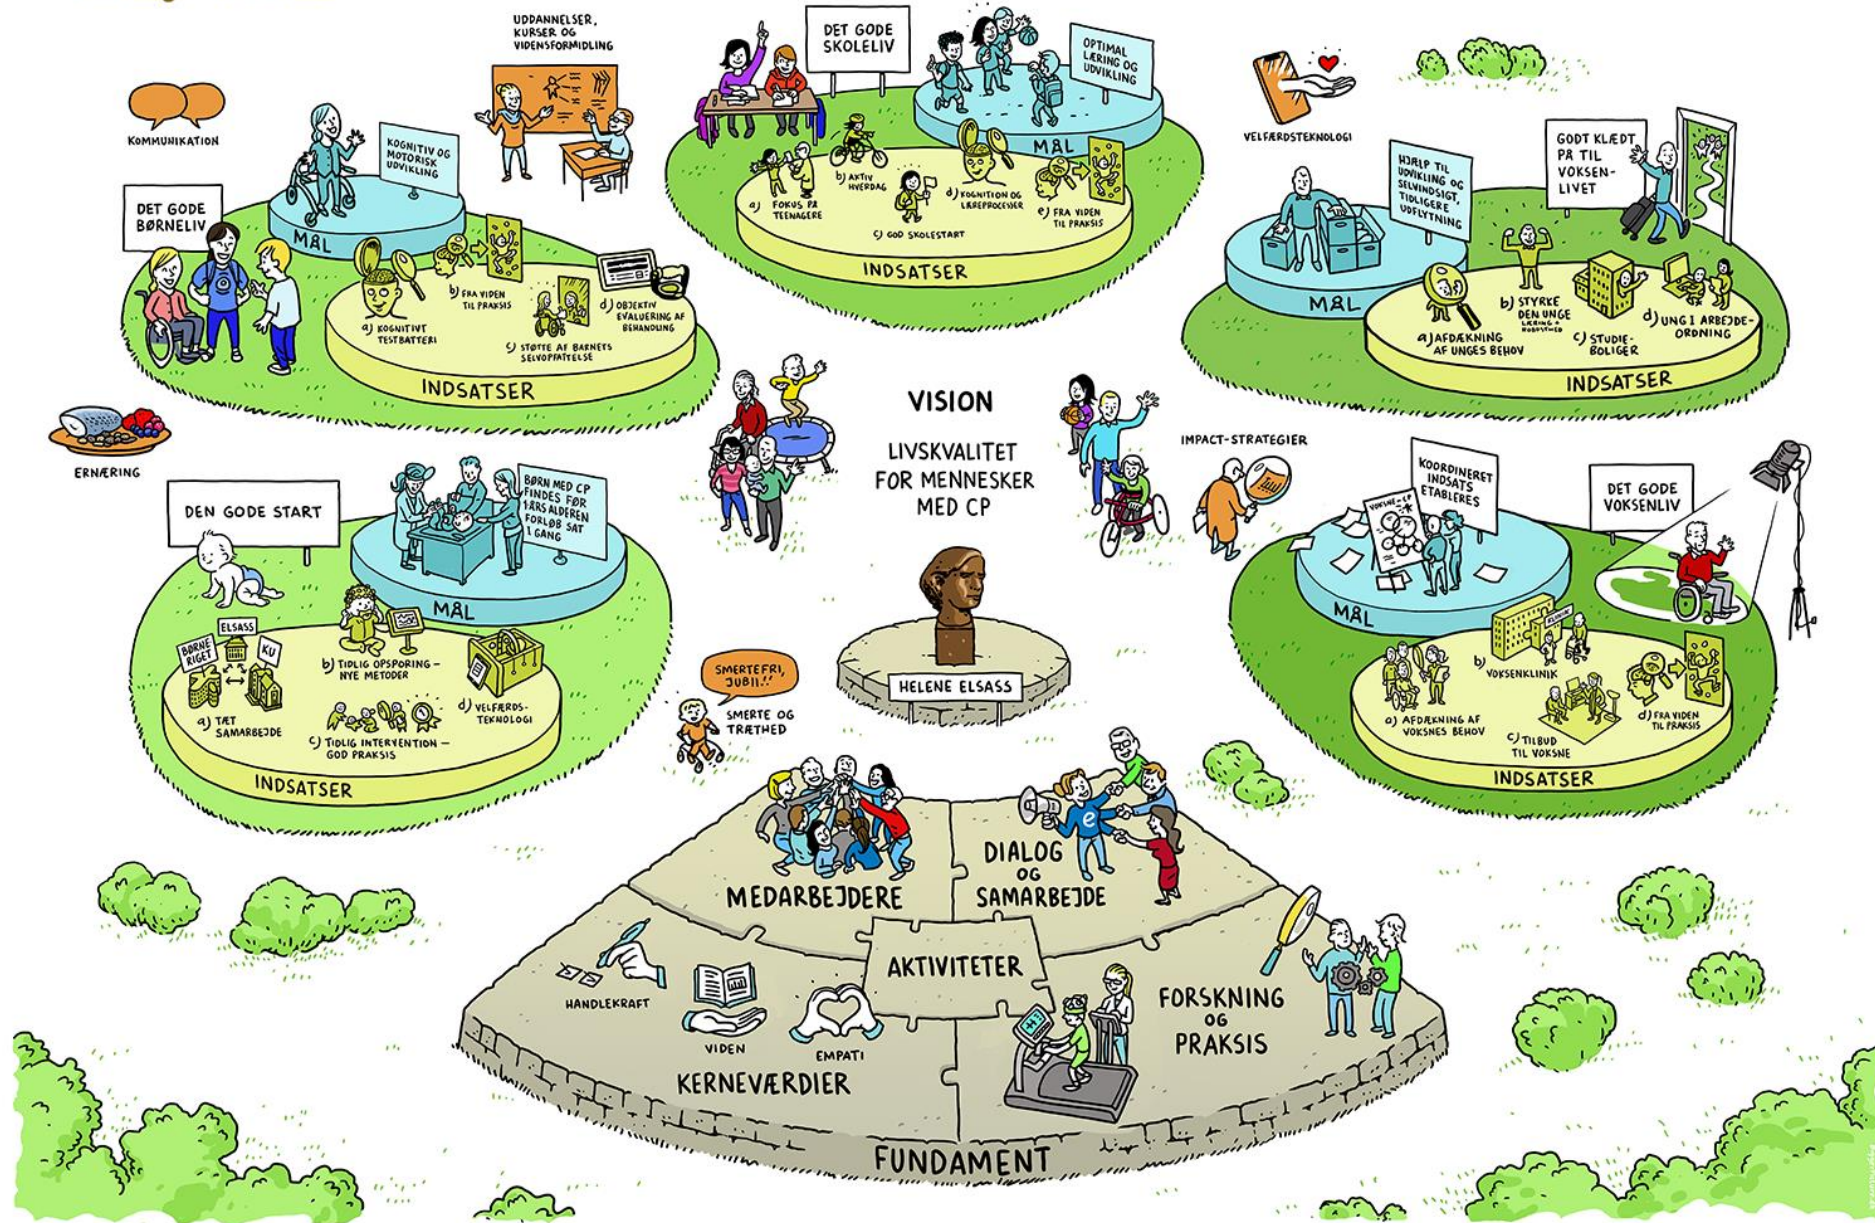 UDDANNELSER,
KURSER OG
VIDENSFORMIDLING
KOMMUNIKATION
DET GODE
BØRNELIV
KOGNITIV OG
MOTORISK
UDVIKLING
MÅL
a) KOGNITIVT
TESTBATTERI
b) FRA VIDEN
TIL PRAKSIS
c) STØTTE AF BARNETS
SELVOPFATTELSE
d) OBJEKTIV
EVALUERING AF
BEHANDLING
INDSATSER
DET GODE
SKOLELIV
OPTIMAL
LÆRING OG
UDVIKLING
MÅL
a) FOKUS PÅ
TEENAGERE
b) AKTIV
HVERDAG
c) GOD SKOLESTART
d) KOGNITION OG
LÆREPROCESSER
e) FRA VIDEN
TIL PRAKSIS
INDSATSER
VELFÆRDSTEKNOLOGI
GODT KLÆDT
PÅ TIL
VOKSEN-
LIVET
HJÆLP TIL
UDVIKLING OG
SELVINDSIGT,
TIDLIGERE
UDFLYTNING
MÅL
a) AFDÆKNING
AF UNGES BEHOV
b) STYRKE
DEN UNGE
LÆRING +
c) STUDIE-
BOLIGER
d) UNG I ARBEJDE-
ORDNING
INDSATSER
ERNÆRING
VISION
LIVSKVALITET
FOR MENNESKER
MED CP
IMPACT-STRATEGIER
DEN GODE START
BØRN MED CP
FINDES FØR
1 ÅRS ALDEREN
FORLØB SAT
I GANG
MÅL
BØRNE
RIGET
ELSASS
KU
a) TÆT
SAMARBEJDE
b) TIDLIG OPSPORING –
NYE METODER
c) TIDLIG INTERVENTION –
GOD PRAKSIS
d) VELFÆRDS-
TEKNOLOGI
INDSATSER
SMERTEFRI,
JUBII!!
SMERTE OG
TRÆTHED
HELENE ELSASS
KOORDINERET
INDSATS
ETABLERES
DET GODE
VOKSENLIV
VOKSNE-CP
MÅL
KLINIK
a) AFDÆKNING AF
VOKSNES BEHOV
b)
VOKSENKLINIK
c) TILBUD
TIL VOKSNE
d) FRA VIDEN
TIL PRAKSIS
INDSATSER
MEDARBEJDERE
e
DIALOG
OG
SAMARBEJDE
AKTIVITETER
HANDLEKRAFT
VIDEN
EMPATI
KERNEVÆRDIER
FORSKNING
OG
PRAKSIS
FUNDAMENT